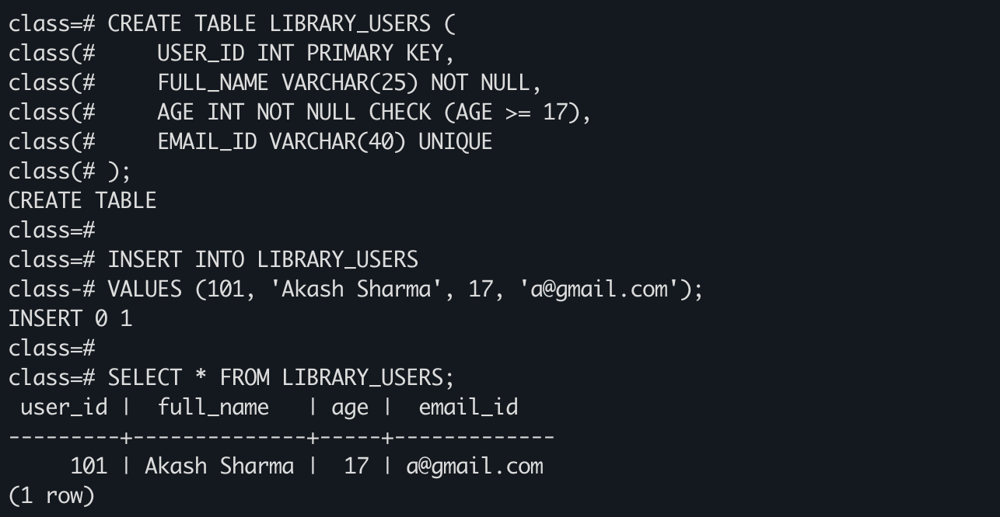 class=# CREATE TABLE LIBRARY_USERS (
class(#     USER_ID INT PRIMARY KEY,
class(#     FULL_NAME VARCHAR(25) NOT NULL,
class(#     AGE INT NOT NULL CHECK (AGE >= 17),
class(#     EMAIL_ID VARCHAR(40) UNIQUE
class(# );
CREATE TABLE
class=#
class=# INSERT INTO LIBRARY_USERS
class-# VALUES (101, 'Akash Sharma', 17, 'a@gmail.com');
INSERT 0 1
class=#
class=# SELECT * FROM LIBRARY_USERS;
 user_id |  full_name   | age |  email_id
---------+--------------+-----+-------------
     101 | Akash Sharma |  17 | a@gmail.com
(1 row)